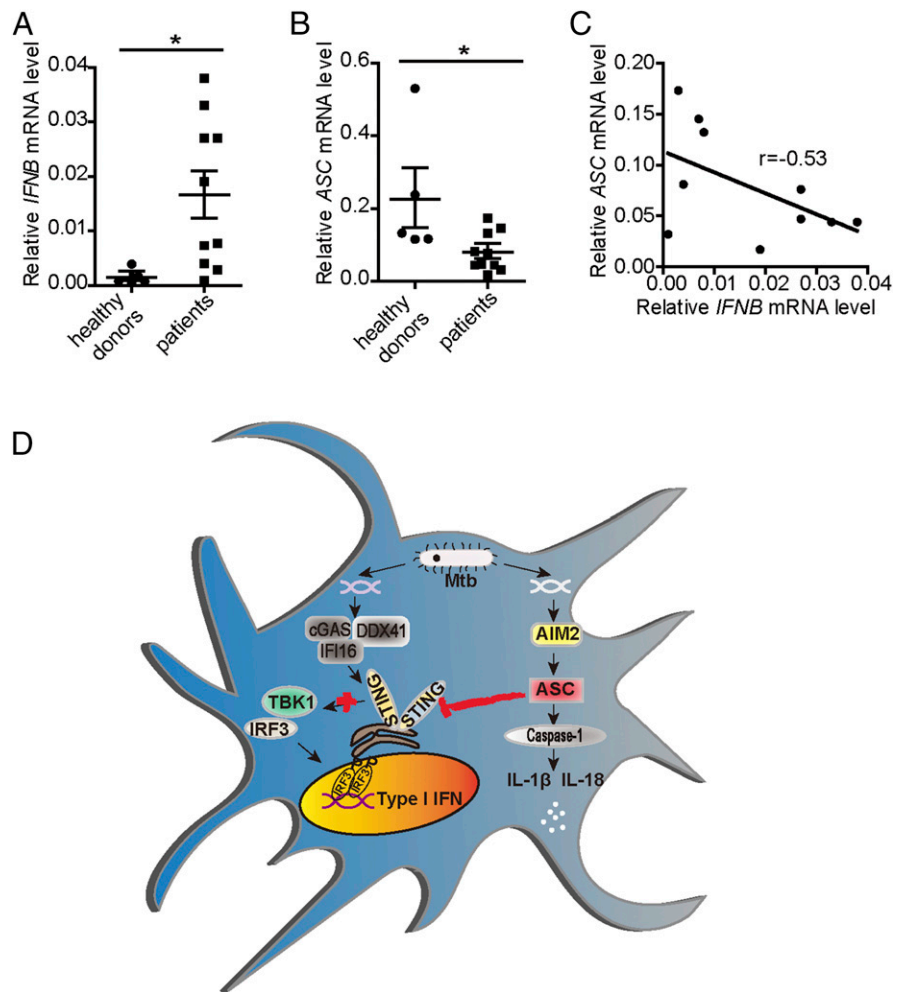 A
*
Relative IFNB mRNA level
0.04
0.03
0.02
0.01
0.00
healthy
donors
patients
B
*
Relative ASC mRNA level
0.6
0.4
0.2
0.0
healthy
donors
patients
C
Relative ASC mRNA level
0.20
0.15
0.10
0.05
0.00
r=-0.53
0.00 0.01 0.02 0.03 0.04
Relative IFNB mRNA level
D
Mtb
cGAS DDX41
IFI16
AIM2
STING
STING
ASC
TBK1
IRF3
Caspase-1
IL-1β IL-18
IRF3
IRF3
P
P
Type I IFN